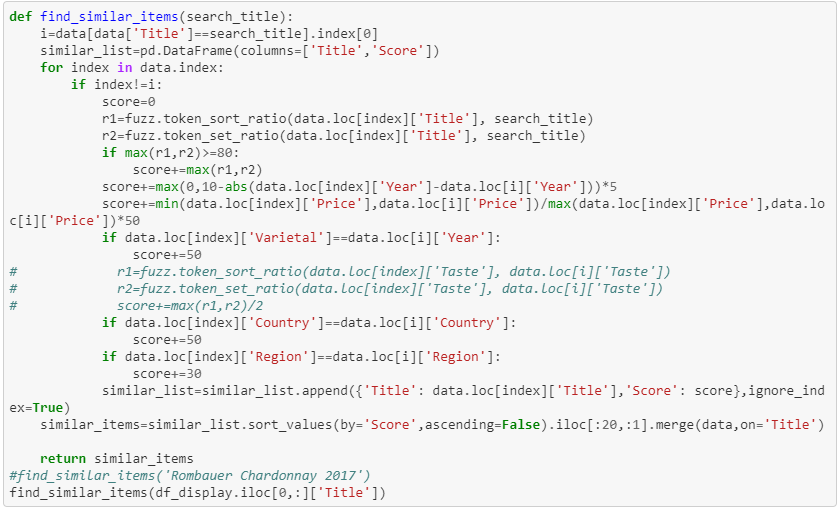 def find_similar_items(search_title):
    i=data[data['Title']==search_title].index[0]
    similar_list=pd.DataFrame(columns=['Title','Score'])
    for index in data.index:
        if index!=i:
            score=0
            r1=fuzz.token_sort_ratio(data.loc[index]['Title'], search_title)
            r2=fuzz.token_set_ratio(data.loc[index]['Title'], search_title)
            if max(r1,r2)>=80:
                score+=max(r1,r2)
            score+=max(0,10-abs(data.loc[index]['Year']-data.loc[i]['Year']))*5
            score+=min(data.loc[index]['Price'],data.loc[i]['Price'])/max(data.loc[index]['Price'],data.lo
c[i]['Price'])*50
            if data.loc[index]['Varietal']==data.loc[i]['Year']:
                score+=50
#             r1=fuzz.token_sort_ratio(data.loc[index]['Taste'], data.loc[i]['Taste'])
#             r2=fuzz.token_set_ratio(data.loc[index]['Taste'], data.loc[i]['Taste'])
#             score+=max(r1,r2)/2
            if data.loc[index]['Country']==data.loc[i]['Country']:
                score+=50
            if data.loc[index]['Region']==data.loc[i]['Region']:
                score+=30
            similar_list=similar_list.append({'Title': data.loc[index]['Title'],'Score': score},ignore_ind
ex=True)
    similar_items=similar_list.sort_values(by='Score',ascending=False).iloc[:20,:1].merge(data,on='Title')
    return similar_items
#find_similar_items('Rombauer Chardonnay 2017')
find_similar_items(df_display.iloc[0,:]['Title'])